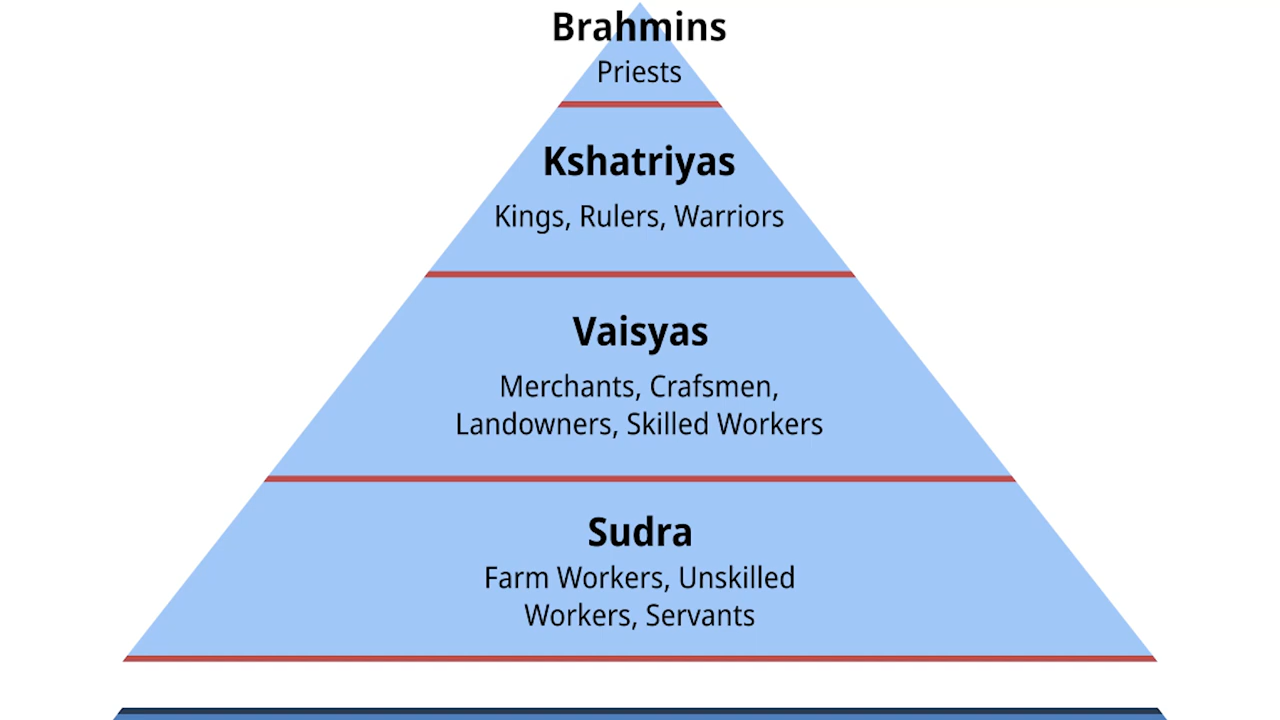 Brahmins
Priests
Kshatriyas
Kings, Rulers, Warriors
Vaisyas
Merchants, Crafsmen,
Landowners, Skilled Workers
Sudra
Farm Workers, Unskilled
Workers, Servants